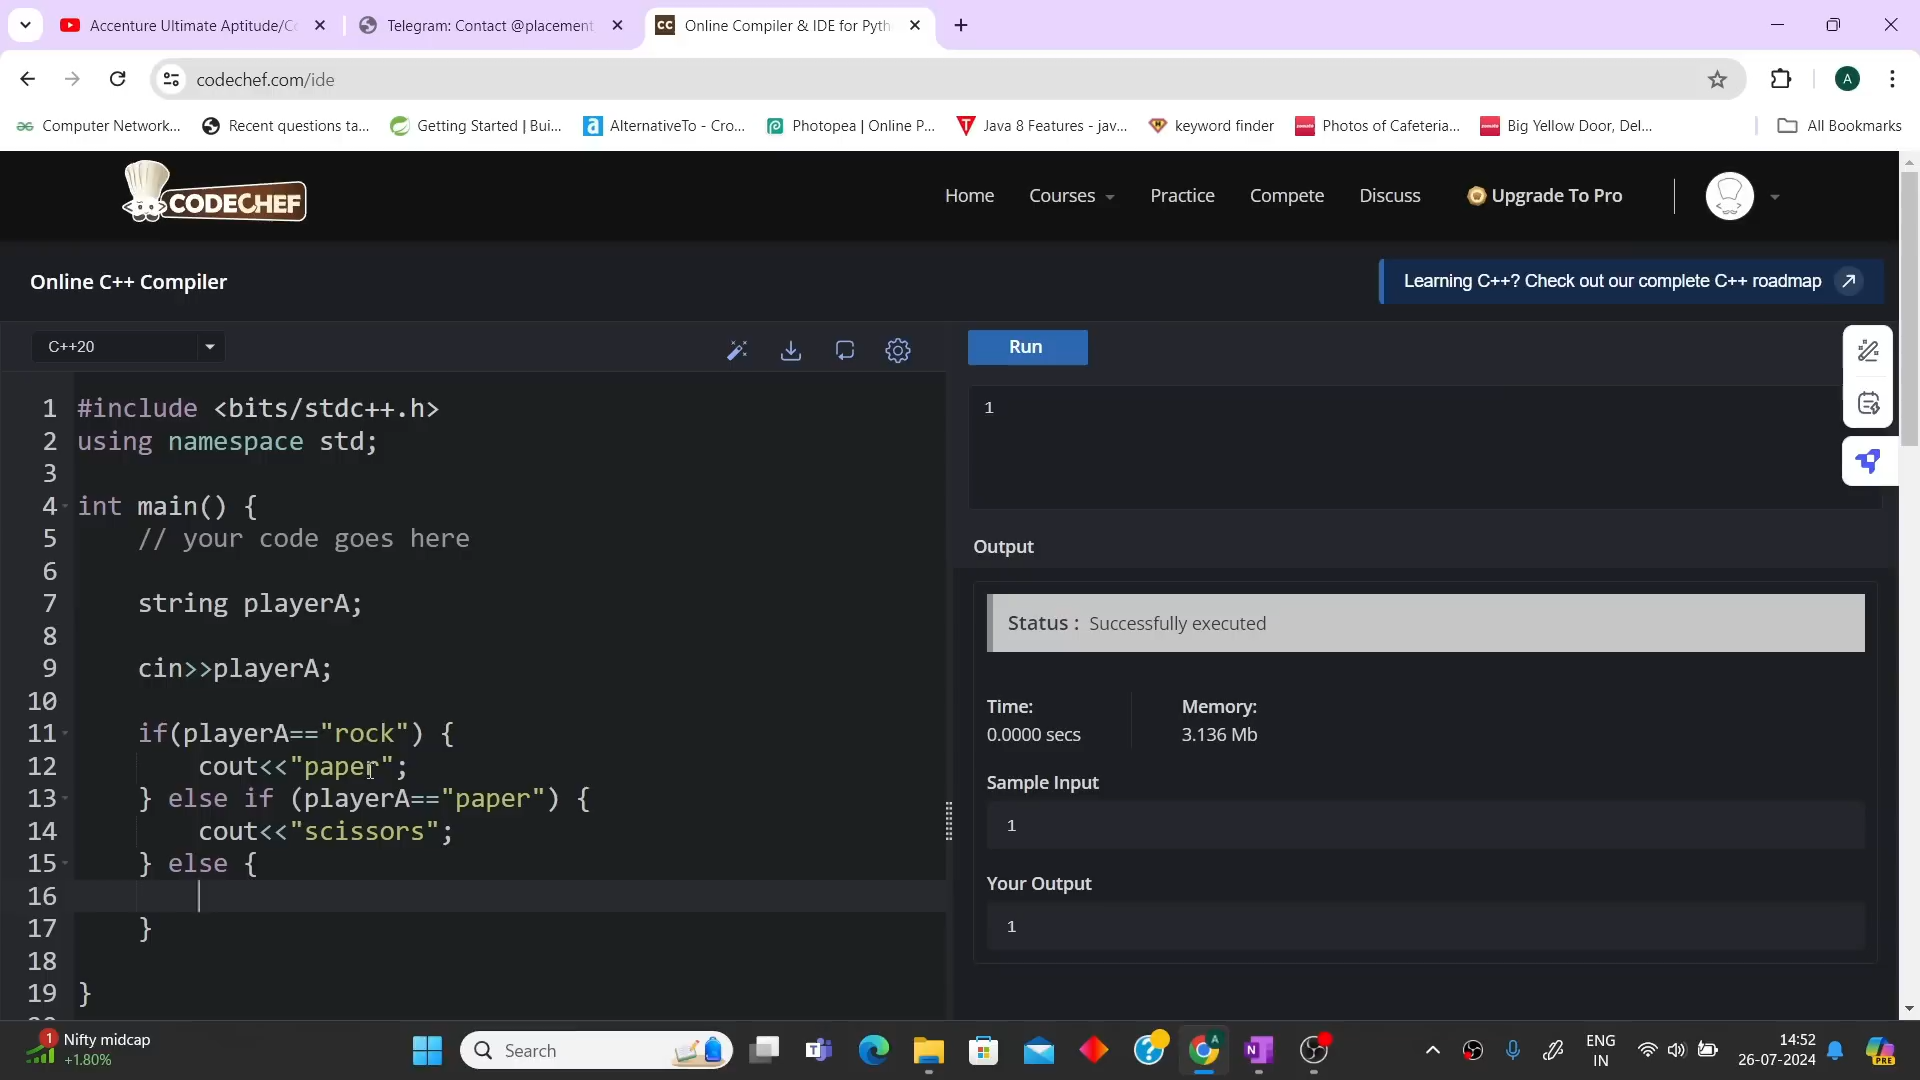 Accenture Ultimate Aptitude/Co
Telegram: Contact @placement
CC Online Compiler & IDE for Pyth
codechef.com/ide
A
Computer Network...
Recent questions ta...
Getting Started | Bui...
AlternativeTo - Cro...
Photopea | Online P...
Java 8 Features - jav...
keyword finder
Photos of Cafeteria...
Big Yellow Door, Del...
All Bookmarks
CODECHEF
Home
Courses
Practice
Compete
Discuss
Upgrade To Pro
Online C++ Compiler
Learning C++? Check out our complete C++ roadmap
C++20
Run
1 #include <bits/stdc++.h>
2 using namespace std;
3
4 int main() {
5 // your code goes here
6
7 string playerA;
8
9 cin>>playerA;
10
11 if(playerA=="rock") {
12 cout<<"paper";
13 } else if (playerA=="paper") {
14 cout<<"scissors";
15 } else {
16
17 }
18
19 }
1
Output
Status : Successfully executed
Time:
0.0000 secs
Memory:
3.136 Mb
Sample Input
1
Your Output
1
1
Nifty midcap
+1.80%
Search
A
ENG
IN
14:52
26-07-2024
PRE